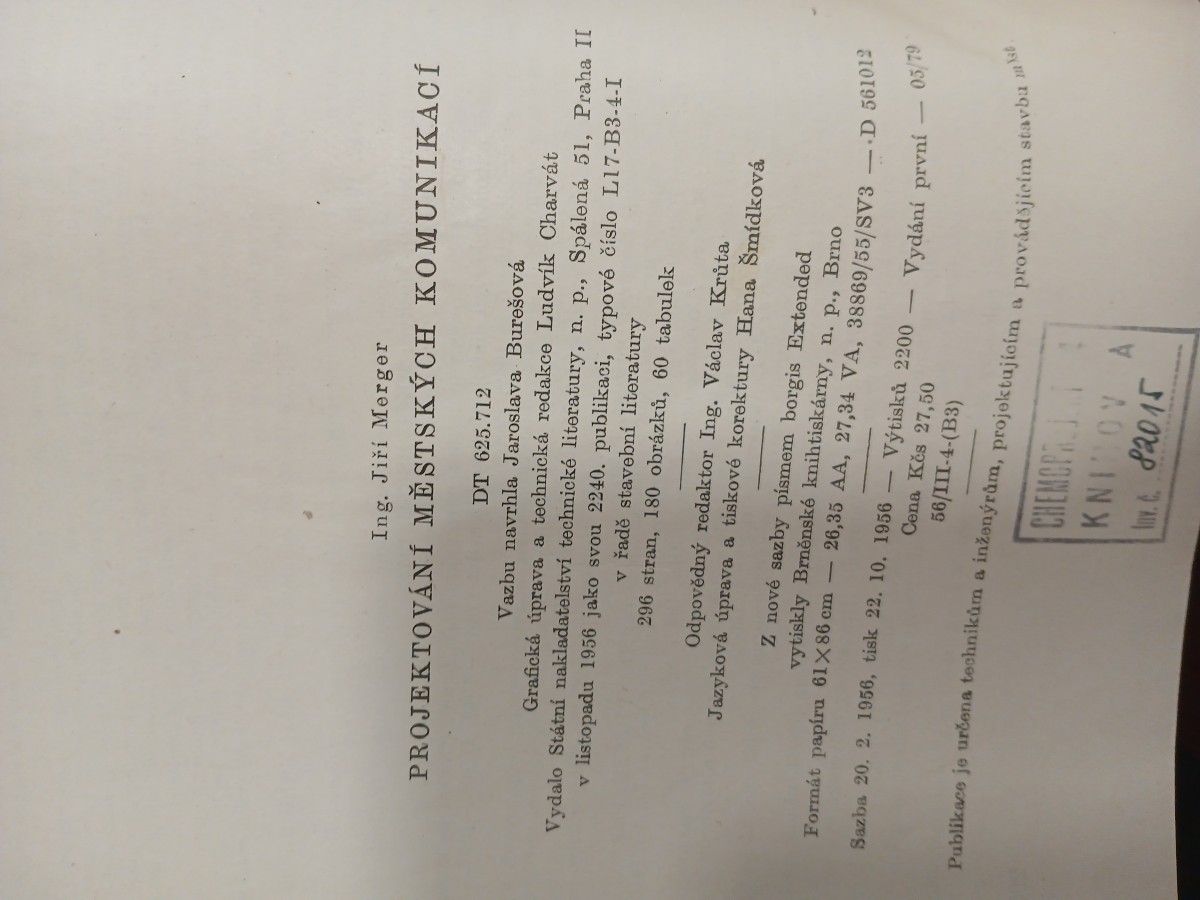 Ing. Jiří Merger
PROJEKTOVÁNÍ MĚSTSKÝCH KOMUNIKACÍ
DT 625.712
Vazbu navrhla Jaroslava Burešová
Grafická úprava a technická redakce Ludvík Charvát
Vydalo Státní nakladatelství technické literatury, n. p., Spálená 51, Praha II
v listopadu 1956 jako svou 2240. publikaci, typové číslo L17-B3-4-I
v řadě stavební literatury
296 stran, 180 obrázků, 60 tabulek
Odpovědný redaktor Ing. Václav Krůta
Jazyková úprava a tiskové korektury Hana Šmídková
Z nové sazby písmem borgis Extended
vytiskly Brněnské knihtiskárny, n. p., Brno
Formát papíru 61×86 cm — 26,35 AA, 27,34 VA, 38869/55/SV3 — D 561012
Sazba 20. 2. 1956, tisk 22. 10. 1956 — Výtisků 2200 — Vydání první — 05/79
Cena Kčs 27,50
56/III-4-(B3)
Publikace je určena technikům a inženýrům, projektujícím a provádějícím stavbu
Inv. č. 82015